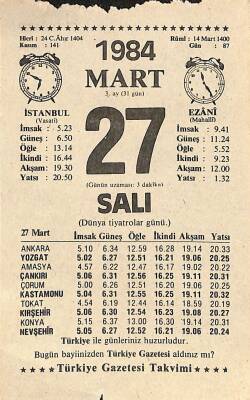 Hicri : 24 C.Âhır 1404
Kasım : 141
Rûmî : 14 Mart 1400
Gün : 87
1984
MART
3. ay (31 gün)
27
(Günün uzaması: 3 dakika)
SALI
(Dünya tiyatrolar günü.)
İSTANBUL
(Vasati)
İmsak : 5.23
Güneş : 6.50
Öğle : 13.14
İkindi : 16.44
Akşam: 19.30
Yatsı : 20.50
EZÂNÎ
(Mahallî)
İmsak : 9.41
Güneş : 11.24
Öğle : 5.52
İkindi : 9.23
Akşam : 12.00
Yatsı : 1.32
27 Mart İmsak Güneş Öğle İkindi Akşam Yatsı
ANKARA 5.10 6.34 12.59 16.28 19.14 20.33
YOZGAT 5.02 6.27 12.51 16.21 19.06 20.25
AMASYA 4.57 6.22 12.47 16.17 19.02 20.22
ÇANKIRI 5.06 6.31 12.56 16.25 19.11 20.31
ÇORUM 5.00 6.26 12.51 16.20 19.06 20.25
KASTAMONU 5.04 6.31 12.55 16.25 19.11 20.32
TOKAT 4.54 6.19 12.44 16.14 18.59 20.19
KIRŞEHİR 5.06 6.30 12.54 16.23 19.08 20.27
KONYA 5.15 6.37 13.00 16.30 19.14 20.31
NEVŞEHİR 5.05 6.27 12.52 16.21 19.06 20.24
Türkiye ile günleriniz huzurludur.
Bugün bayiinizden Türkiye Gazetesi aldınız mı?
Türkiye Gazetesi Takvimi